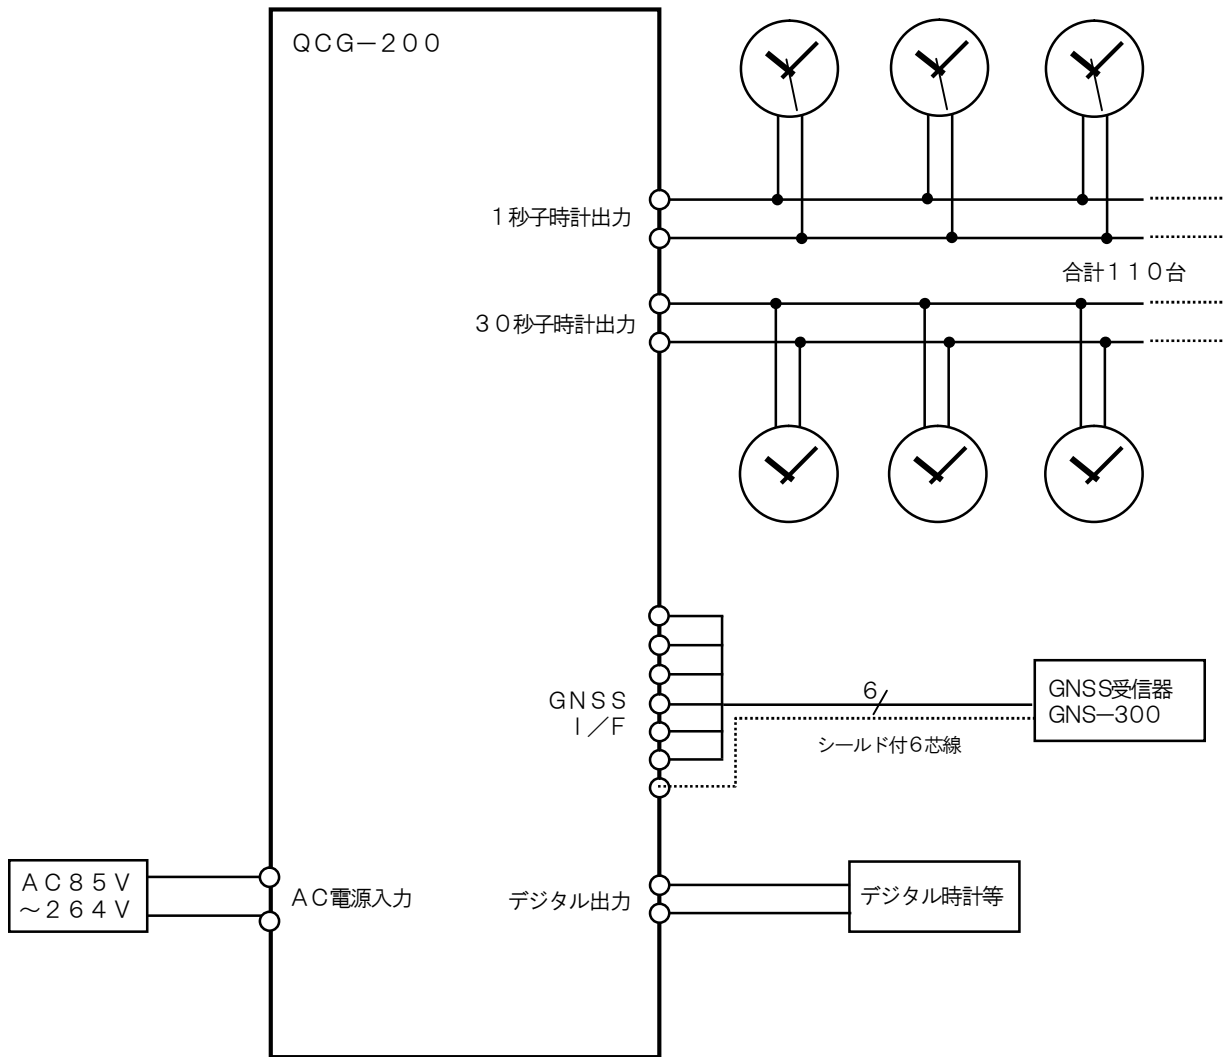 QCG−200
1秒子時計出力
合計110台
30秒子時計出力
GNSS
I/F
6
GNSS受信器
GNS−300
シールド付6芯線
AC85V
~264V
AC電源入力
デジタル出力
デジタル時計等